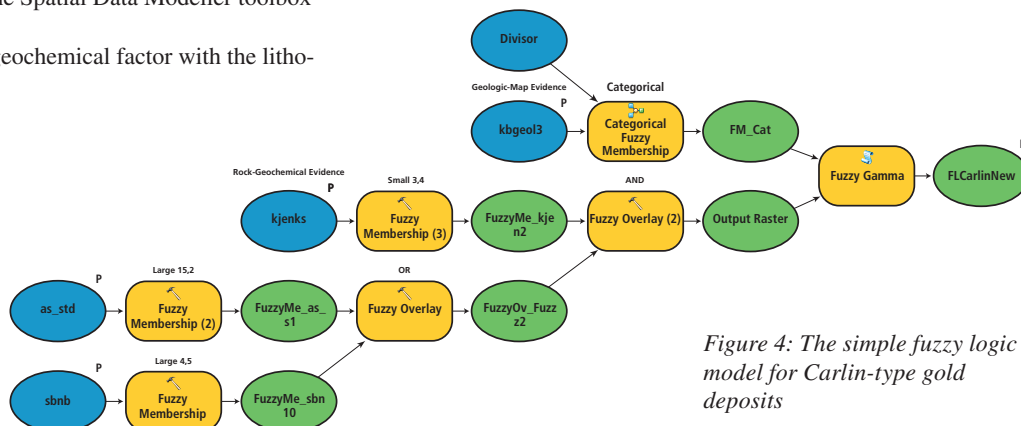 he Spatial Data Modeller toolbox
geochemical factor with the litho-
Divisor
Geologic-Map Evidence
P
Categorical
kbgeol3
Categorical
Fuzzy
Membership
FM_Cat
Fuzzy Gamma
FLCarlinNew
Rock-Geochemical Evidence
P
Small 3,4
AND
kjenks
Fuzzy
Membership (3)
FuzzyMe_kje
n2
Fuzzy Overlay (2)
Output Raster
P
Large 15,2
OR
as_std
Fuzzy
Membership (2)
FuzzyMe_as_
s1
Fuzzy Overlay
FuzzyOv_Fuzz
z2
P
Large 4,5
sbnb
Fuzzy
Membership
FuzzyMe_sbn
10
Figure 4: The simple fuzzy logic
model for Carlin-type gold
deposits